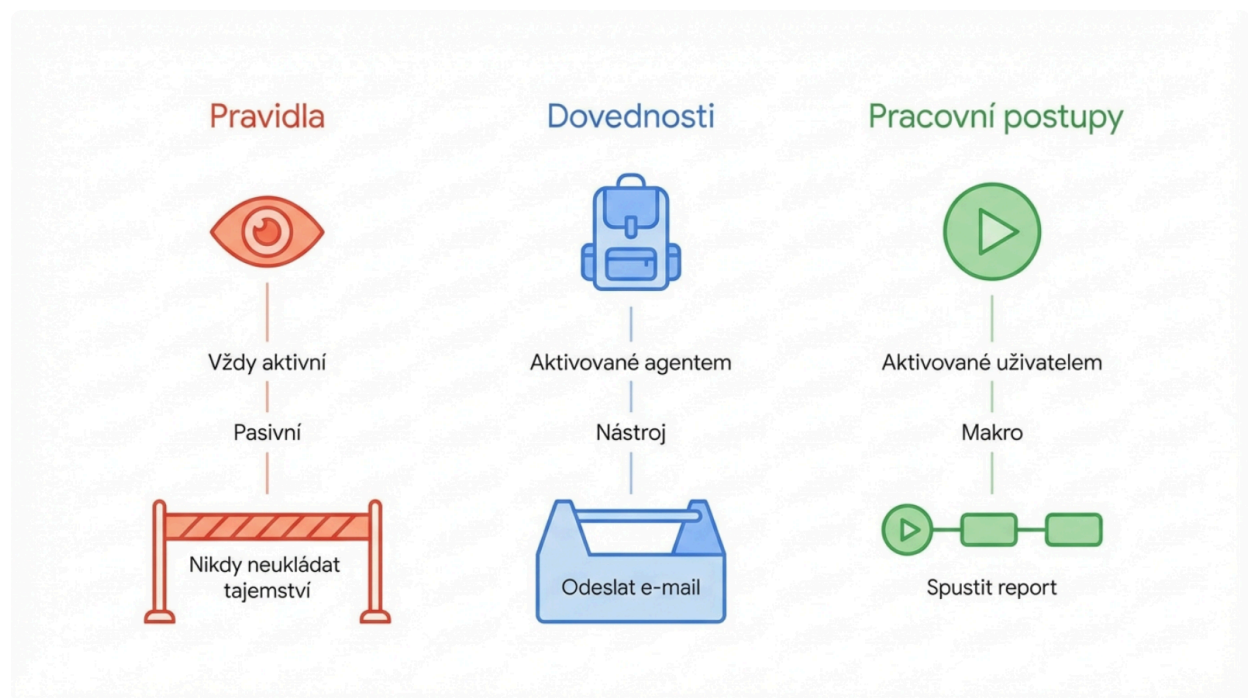 Pravidla
Dovednosti
Pracovní postupy
Vždy aktivní
Aktivované agentem
Aktivované uživatelem
Pasivní
Nástroj
Makro
Nikdy neukládat
tajemství
Odeslat e-mail
Spustit report